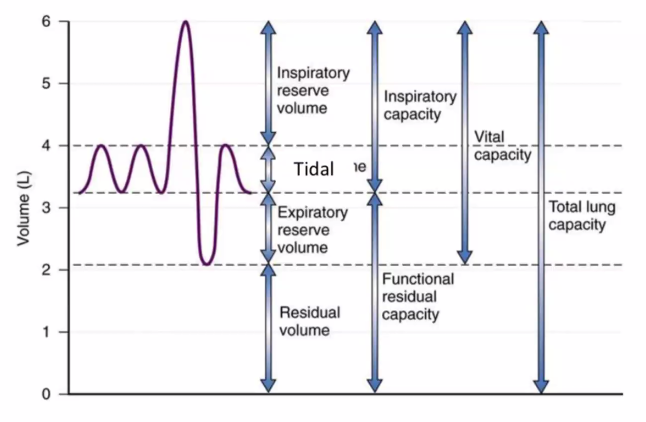 6
5
4
3
2
1
0
Volume (L)
Inspiratory
reserve
volume
Tidal
ne
Expiratory
reserve
volume
Residual
volume
Inspiratory
capacity
Functional
residual
capacity
Vital
capacity
Total lung
capacity